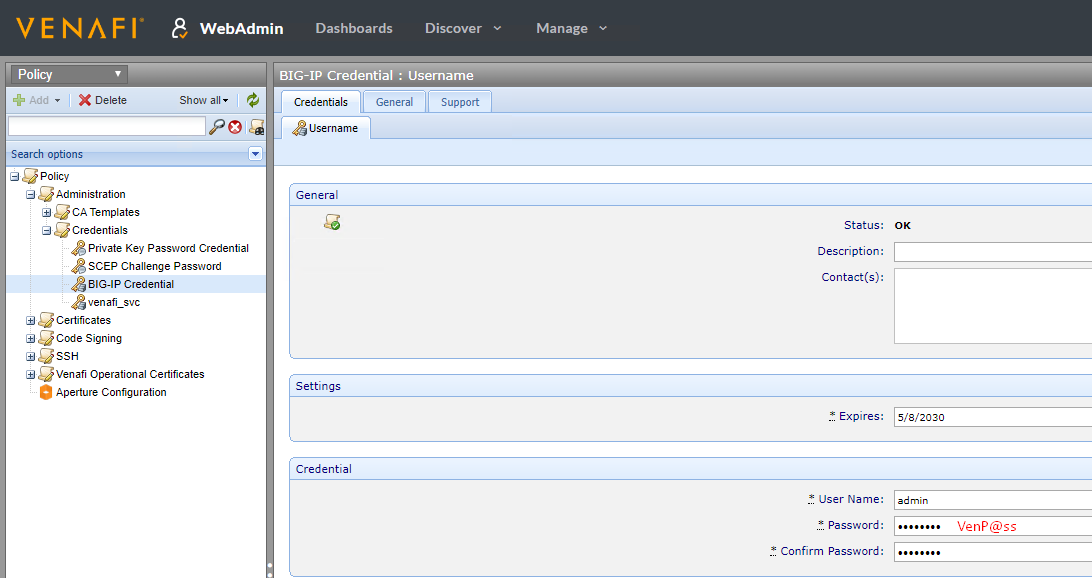 VENAFI
WebAdmin Dashboards Discover Manage
Policy
BIG-IP Credential : Username
Add Delete Show all
Credentials General Support
Username
Search options
Policy
Administration
CA Templates
Credentials
Private Key Password Credential
SCEP Challenge Password
BIG-IP Credential
venafi_svc
Certificates
Code Signing
SSH
Venafi Operational Certificates
Aperture Configuration
General
Status: OK
Description:
Contact(s):
Settings
* Expires: 5/8/2030
Credential
* User Name: admin
* Password: •••••••• VenP@ss
* Confirm Password: ••••••••